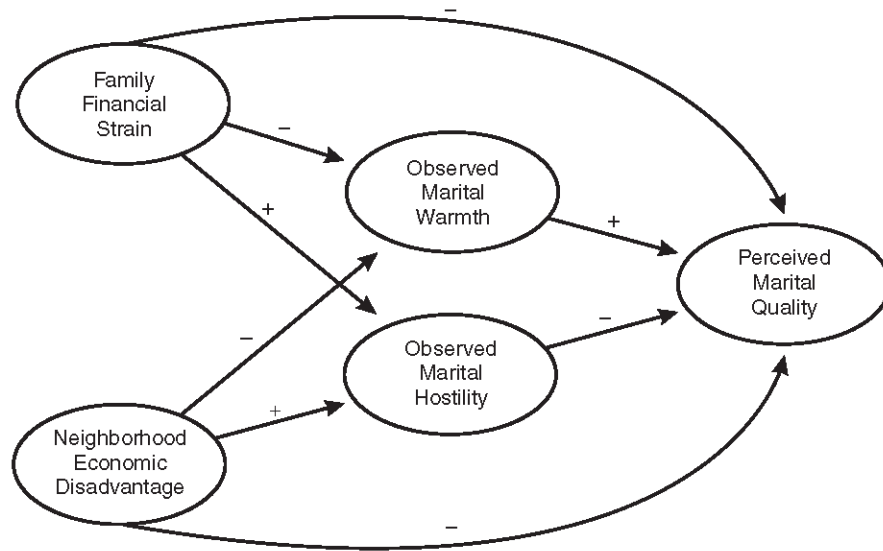 −
Family
Financial
Strain
−
+
Observed
Marital
Warmth
+
Perceived
Marital
Quality
−
−
Observed
Marital
Hostility
+
Neighborhood
Economic
Disadvantage
−